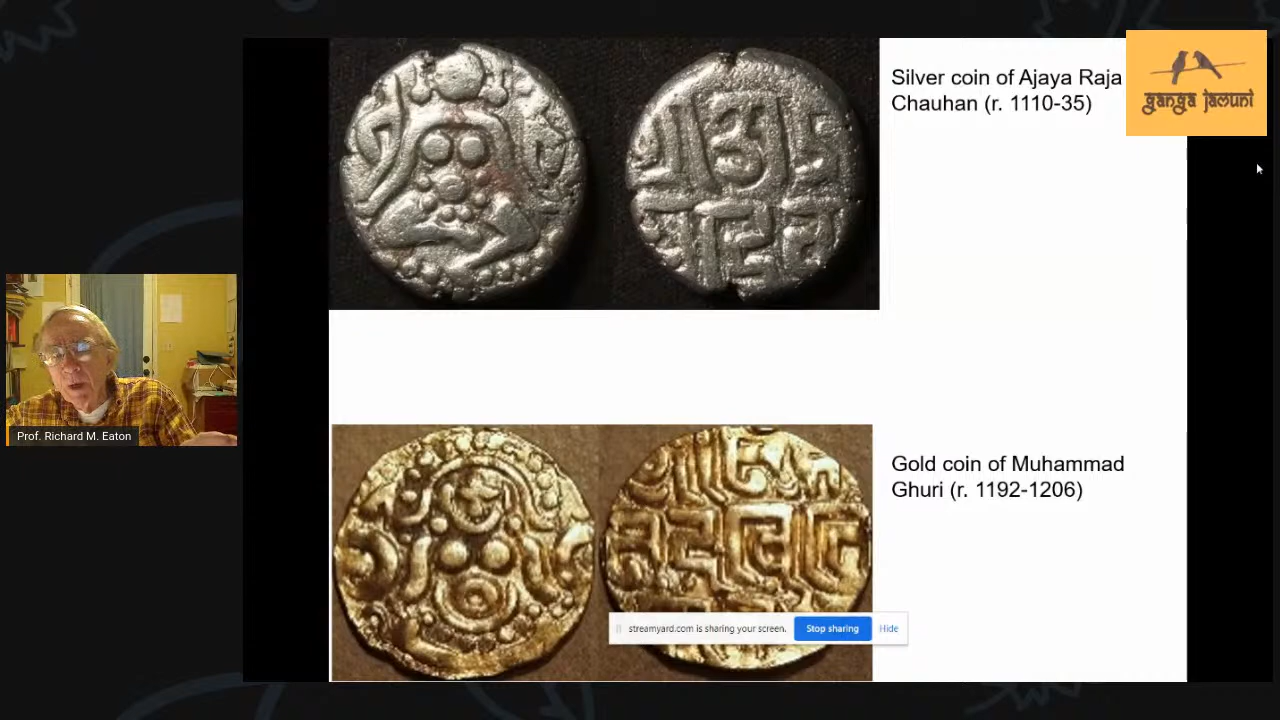 Silver coin of Ajaya Raja
Chauhan (r. 1110-35)
ganga jamuni
Prof. Richard M. Eaton
Gold coin of Muhammad
Ghuri (r. 1192-1206)
streamyard.com is sharing your screen. Stop sharing Hide